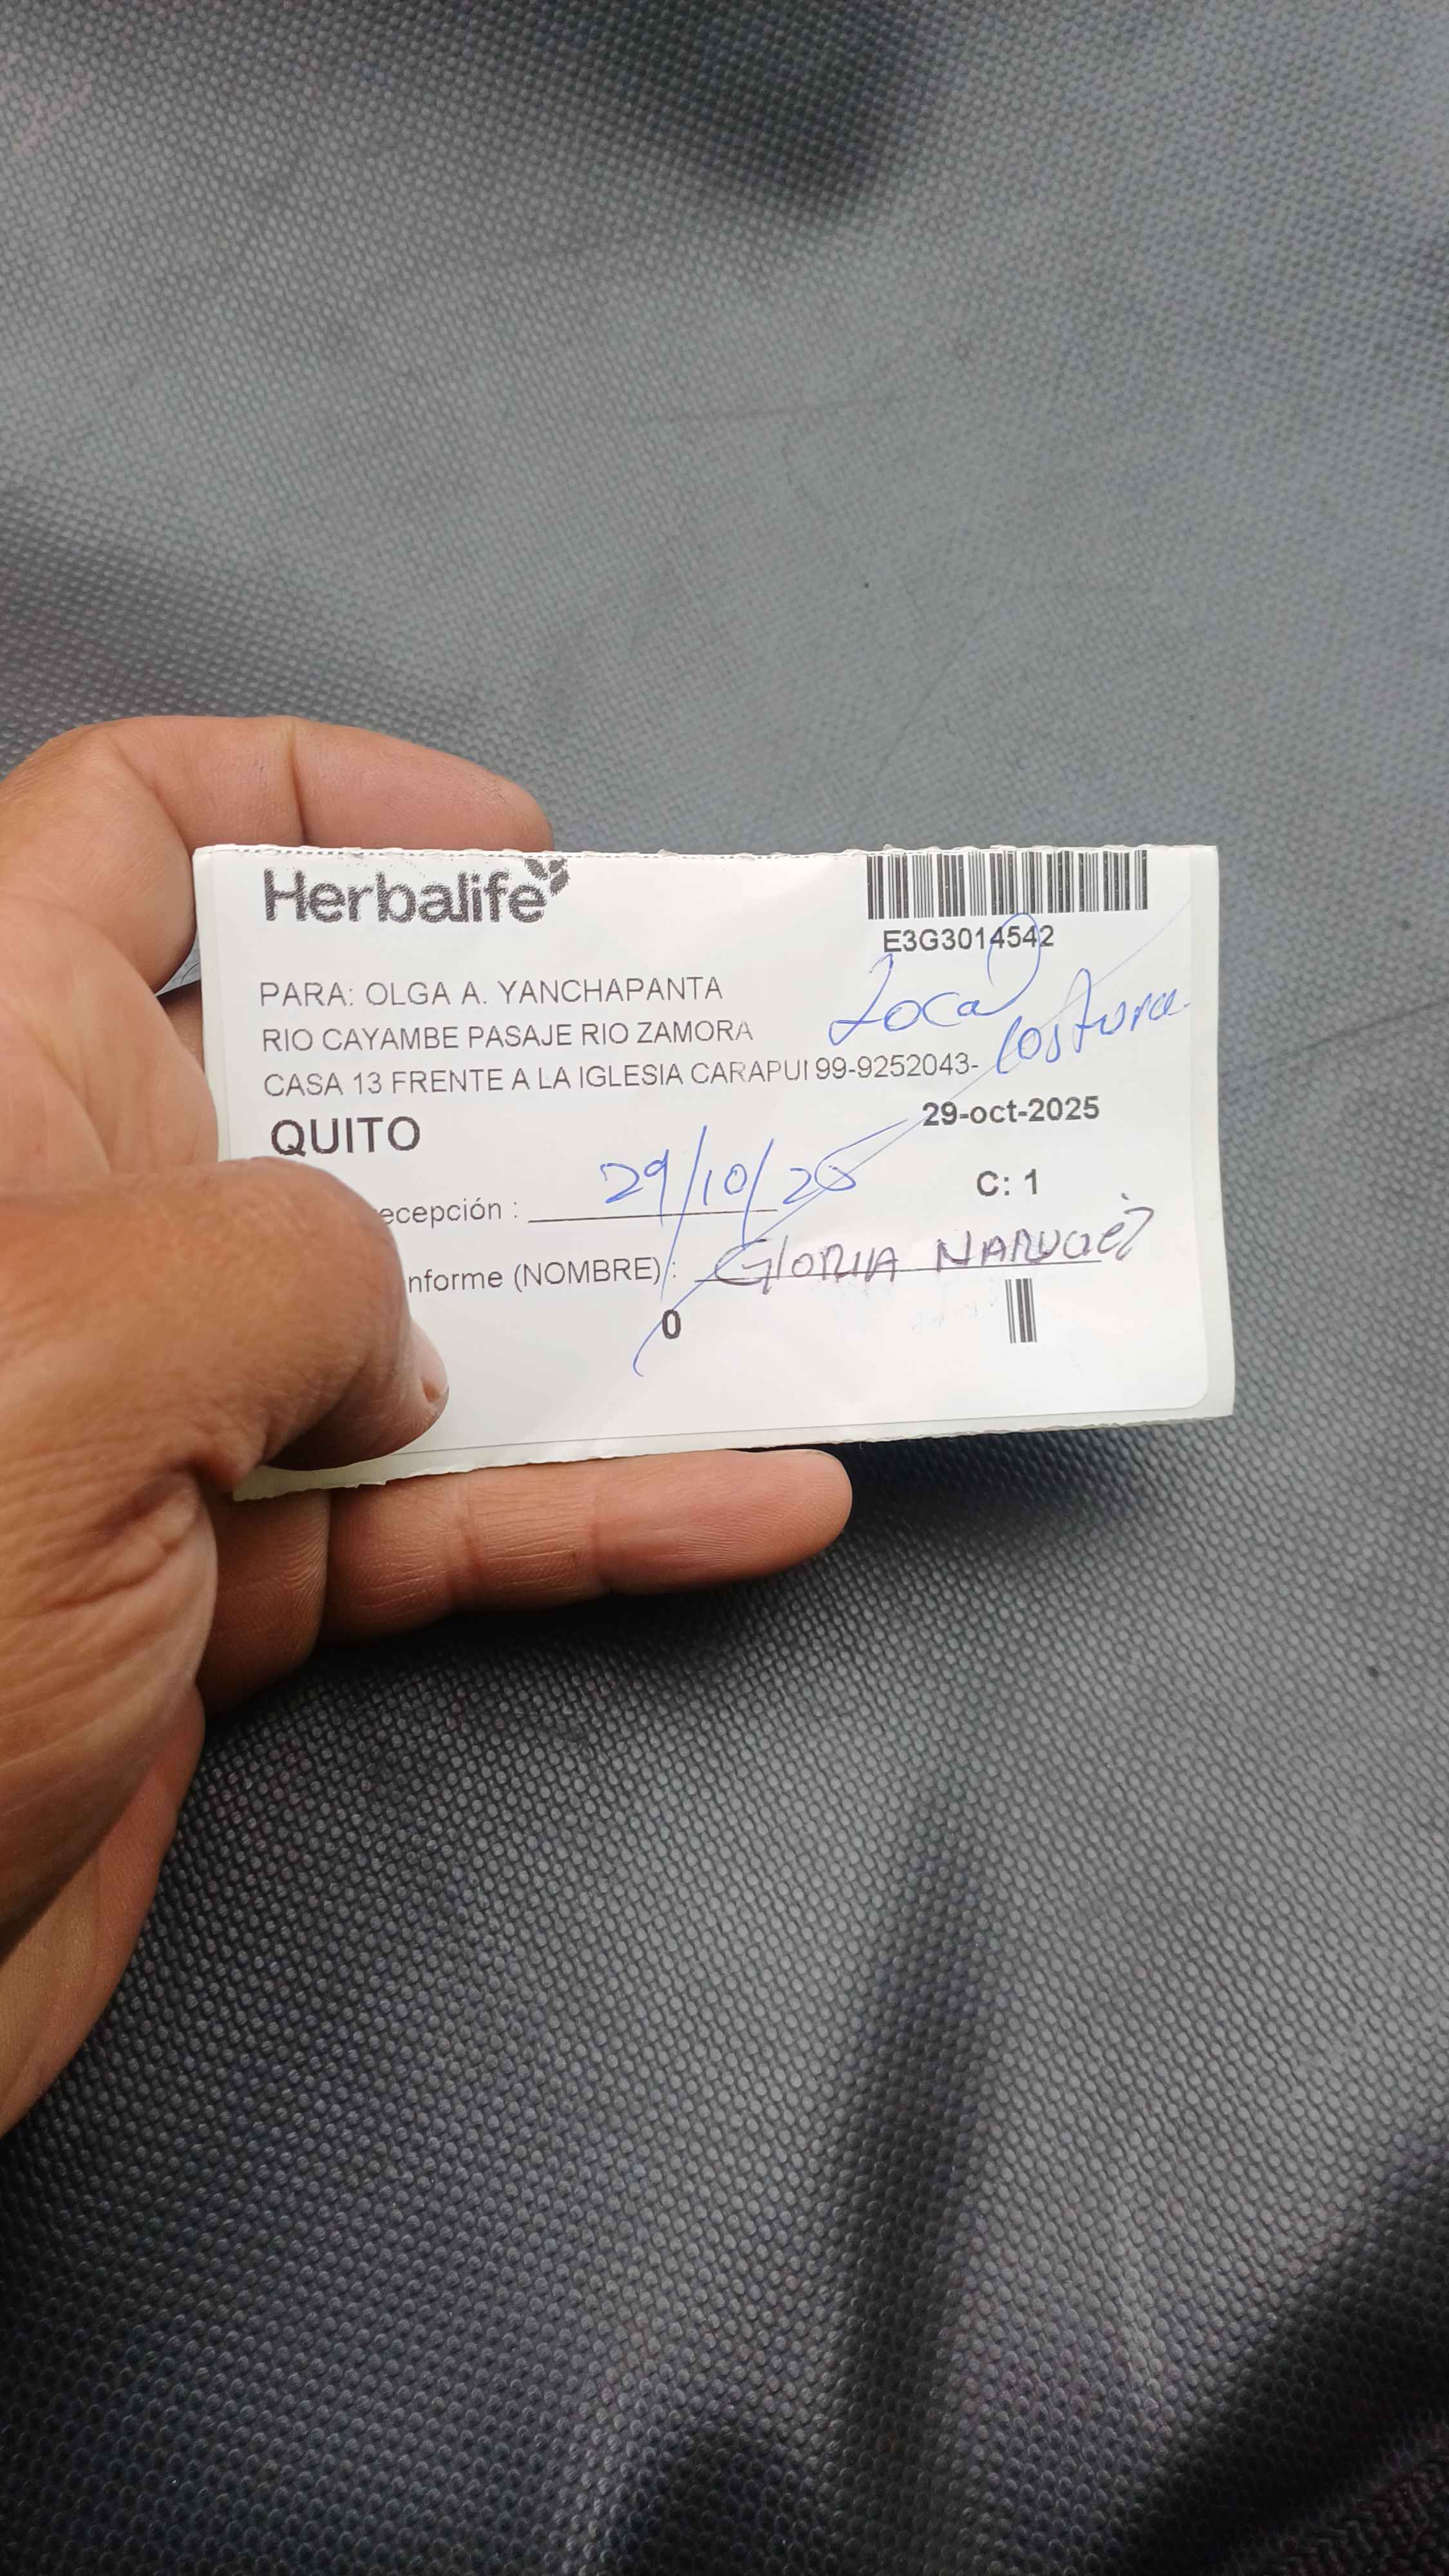 Herbalife
E3G3014542
PARA: OLGA A. YANCHAPANTA
Local
RIO CAYAMBE PASAJE RIO ZAMORA
Costura
CASA 13 FRENTE A LA IGLESIA CARAPUI 99-9252043-
QUITO
29-oct-2025
ecepción : 29/10/25
C: 1
nforme (NOMBRE) : GLORIA
0